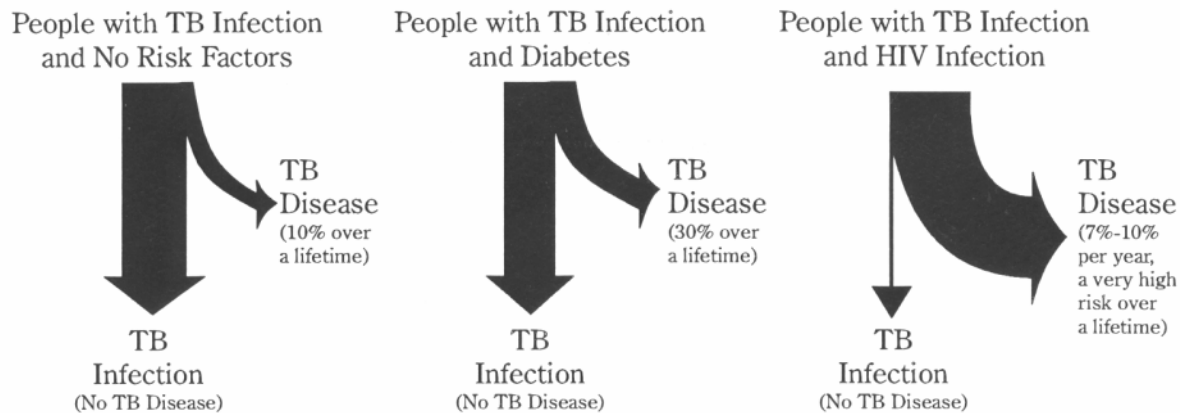 People with TB Infection
and No Risk Factors
TB
Disease
(10% over
a lifetime)
TB
Infection
(No TB Disease)
People with TB Infection
and Diabetes
TB
Disease
(30% over
a lifetime)
TB
Infection
(No TB Disease)
People with TB Infection
and HIV Infection
TB
Disease
(7%-10%
per year,
a very high
risk over
a lifetime)
TB
Infection
(No TB Disease)